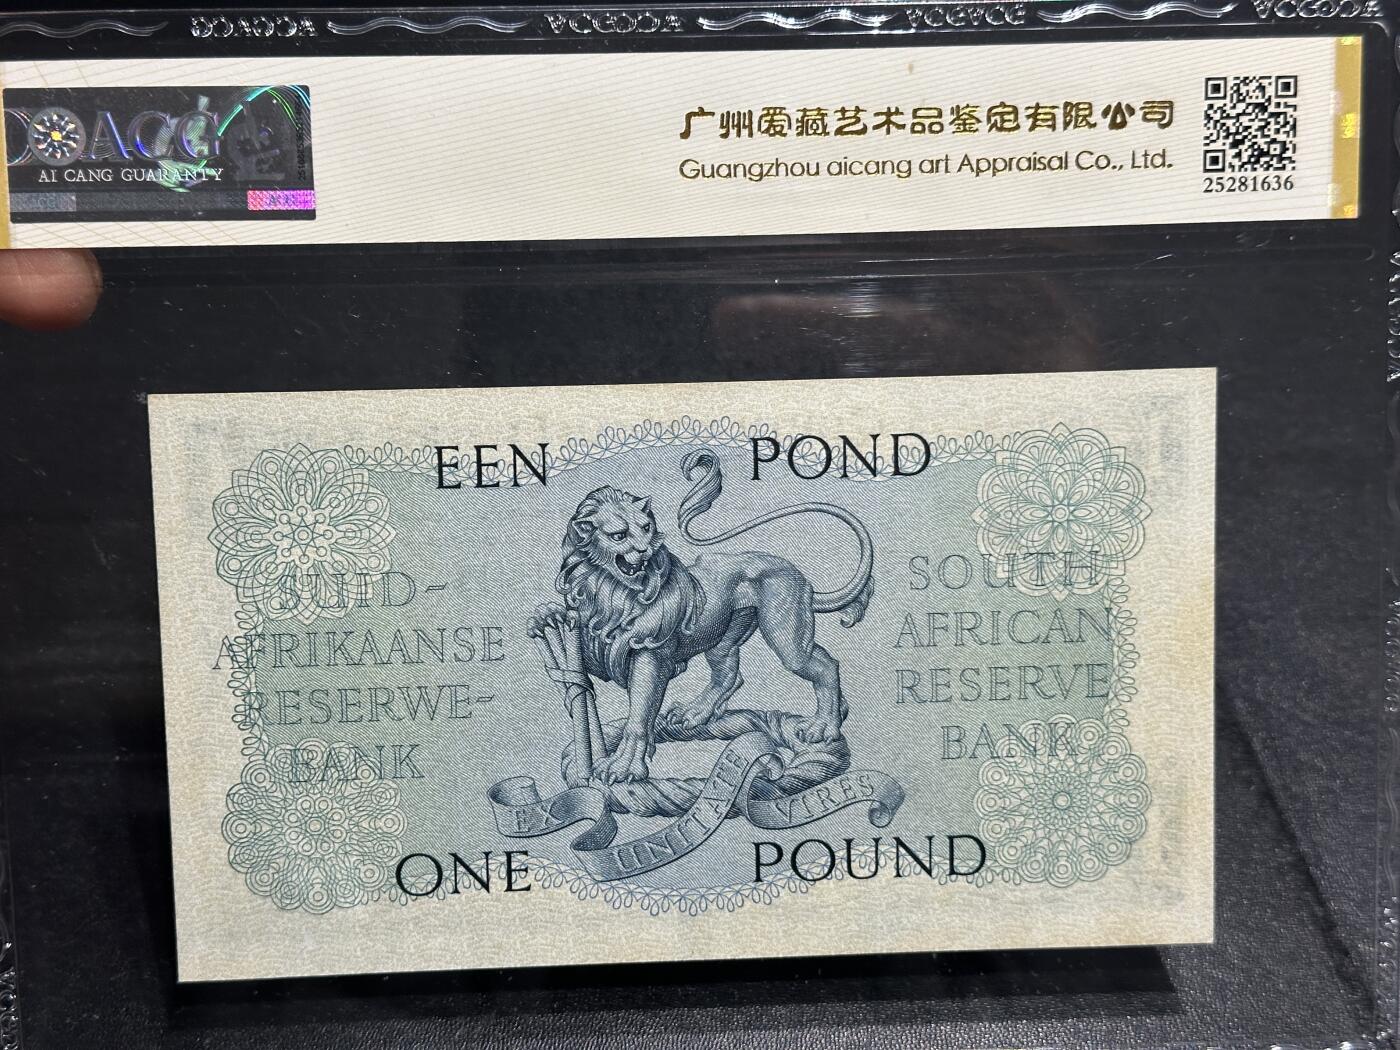 ACG
AI CANG GUARANTY
广州爱藏艺术品鉴定有限公司
Guangzhou aicang art Appraisal Co., Ltd.
25281636
EEN POND
SUID-
AFRIKAANSE
RESERWE-
BANK
SOUTH
AFRICAN
RESERVE
BANK
EX UNITATE VIRES
ONE POUND